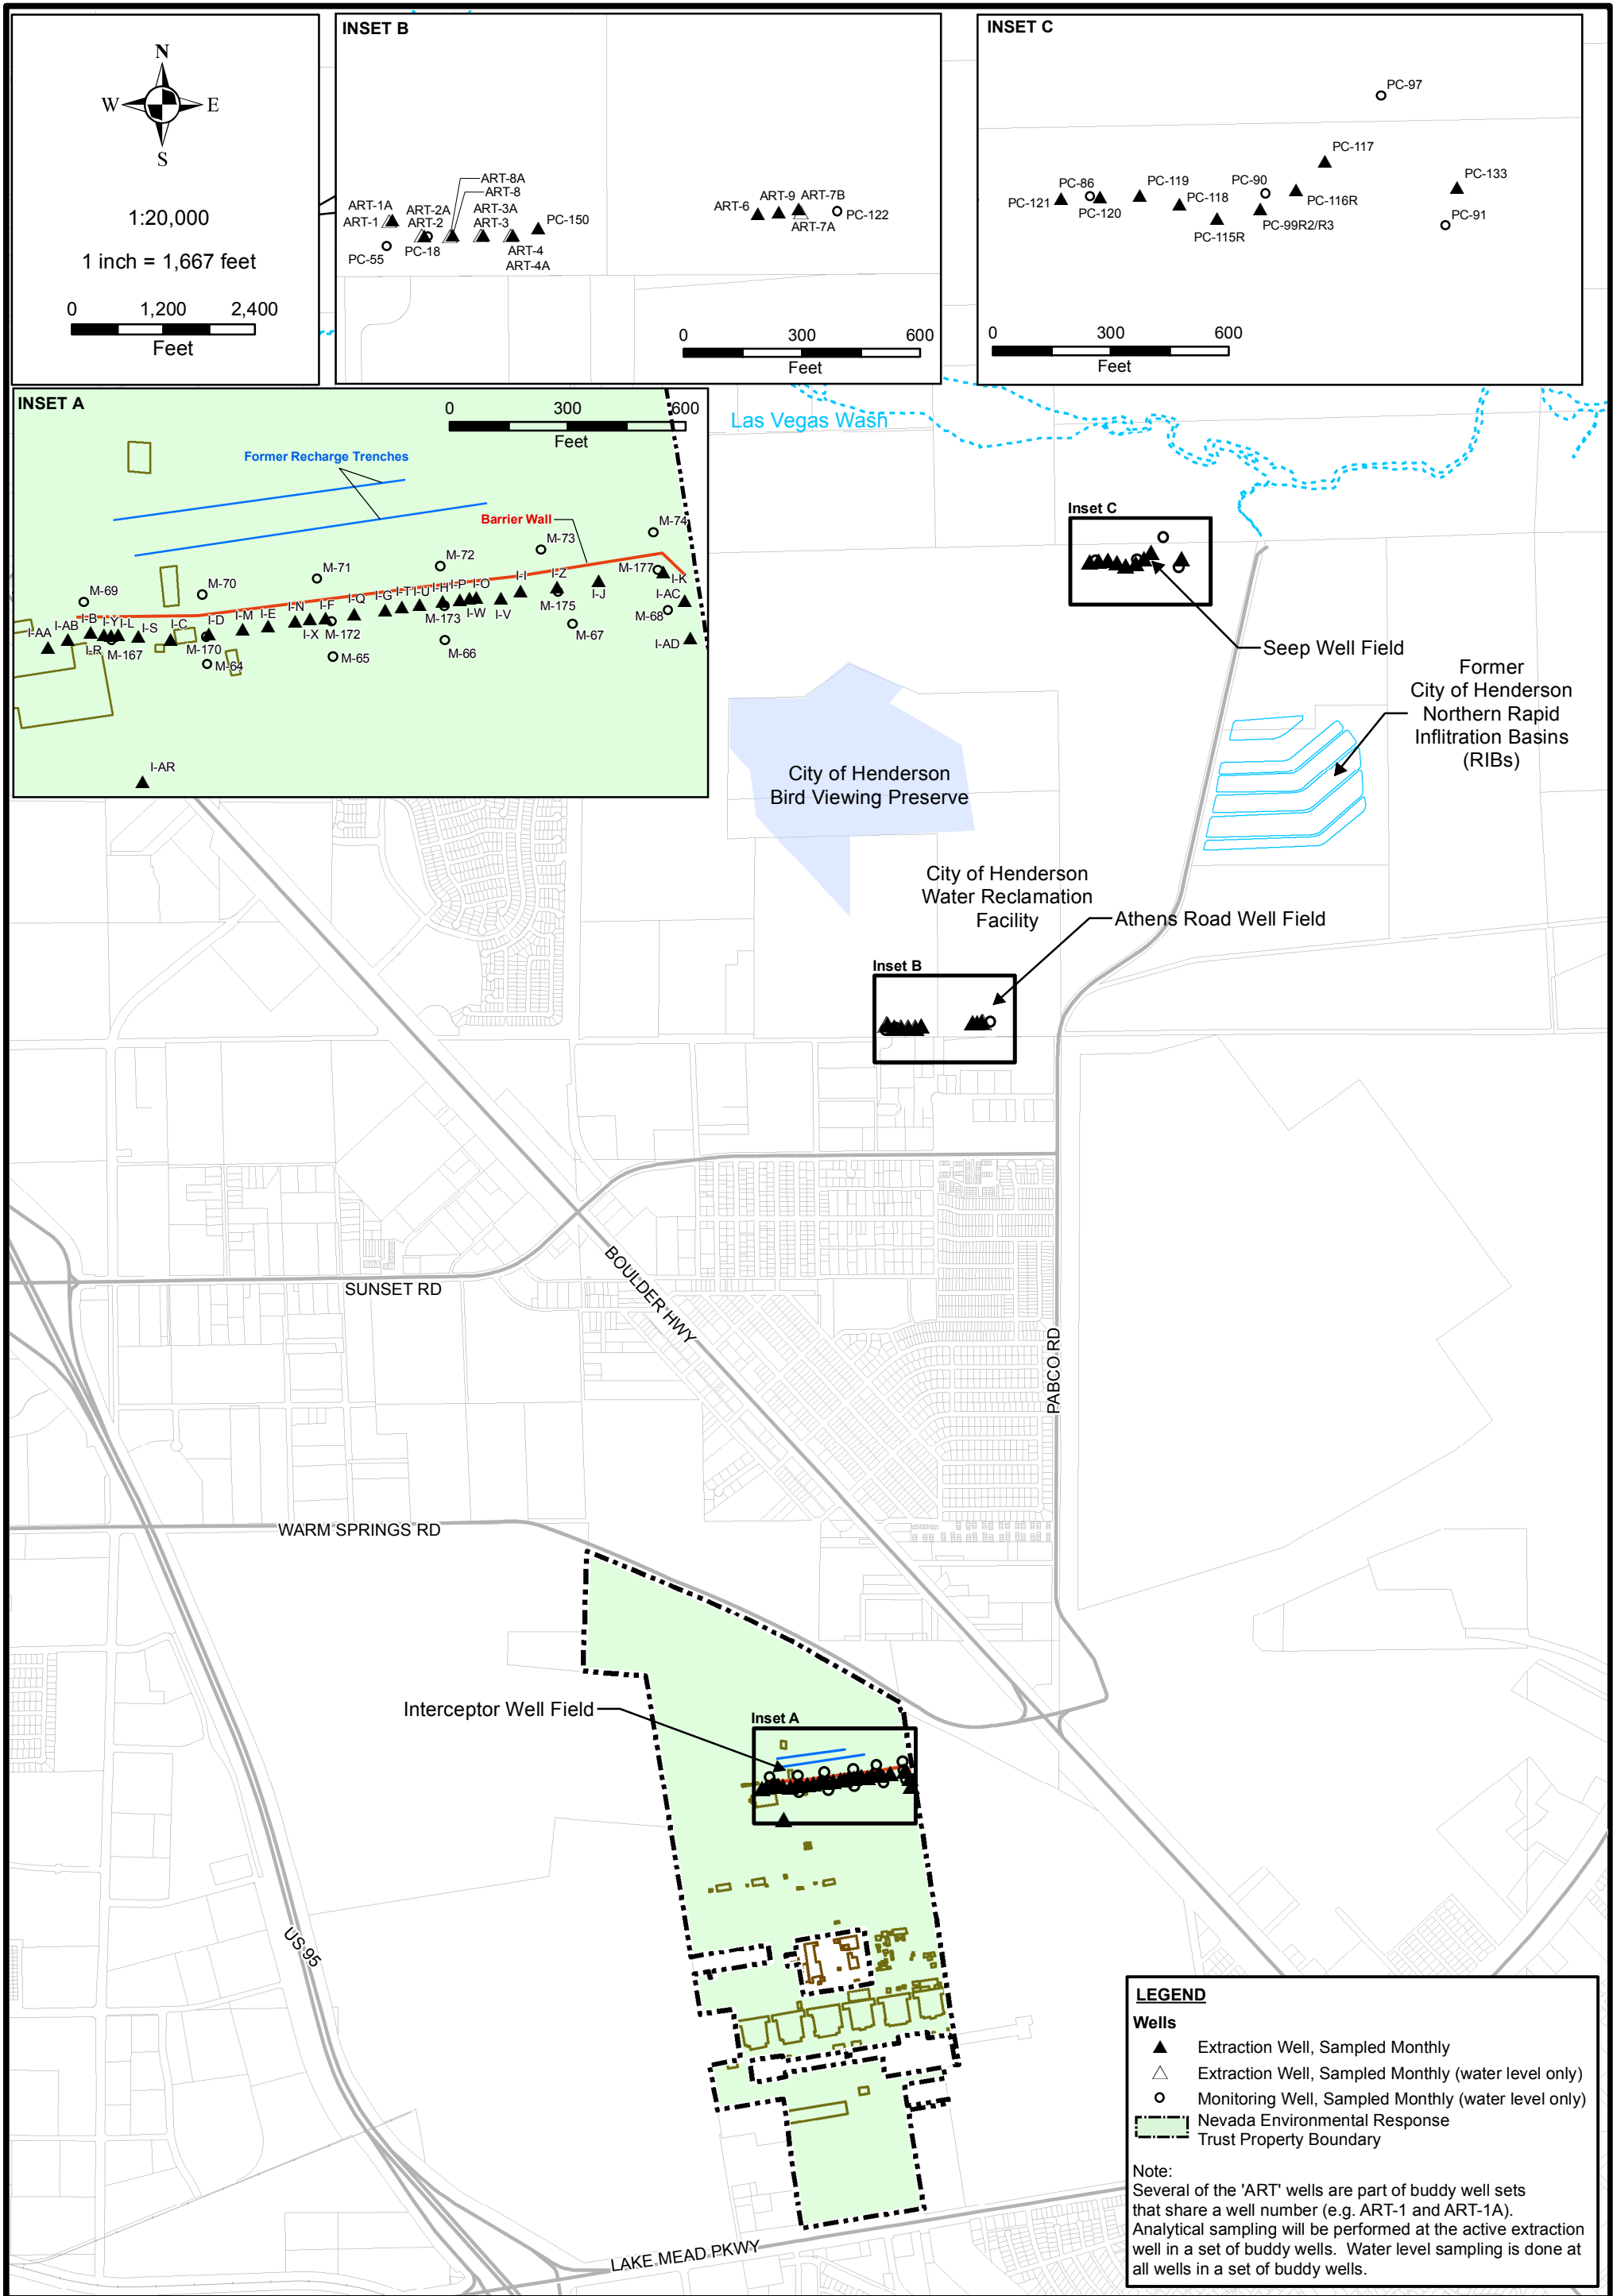 N
W
E
S
1:20,000
1 inch = 1,667 feet
0 1,200 2,400
Feet
INSET B
ART-8A
ART-8
ART-1A
ART-2A
ART-3A
ART-1
ART-2
ART-3
PC-150
PC-55
PC-18
ART-4
ART-4A
ART-6
ART-9
ART-7B
PC-122
ART-7A
0 300 600
Feet
INSET C
PC-97
PC-117
PC-133
PC-86
PC-119
PC-90
PC-121
PC-120
PC-118
PC-116R
PC-115R
PC-99R2/R3
PC-91
0 300 600
Feet
INSET A
0 300 600
Feet
Former Recharge Trenches
Barrier Wall
M-74
M-73
M-72
M-71
M-177
M-70
M-69
I-K
I-AC
M-68
I-AD
I-Z
I-I
I-J
M-175
I-O
I-P
I-H
I-U
I-T
I-G
I-Q
I-W
I-V
M-67
M-173
M-66
I-F
I-N
I-X
M-172
M-65
I-E
I-M
I-D
M-170
M-64
I-C
I-S
I-L
I-Y
I-B
I-R
M-167
I-AB
I-AA
I-AR
Las Vegas Wash
Inset C
Seep Well Field
Former
City of Henderson
Northern Rapid
Inflitration Basins
(RIBs)
City of Henderson
Bird Viewing Preserve
City of Henderson
Water Reclamation
Facility
Athens Road Well Field
Inset B
SUNSET RD
BOULDER HWY
PABCO RD
WARM SPRINGS RD
Interceptor Well Field
Inset A
US 95
LAKE MEAD PKWY
LEGEND
Wells
Extraction Well, Sampled Monthly
Extraction Well, Sampled Monthly (water level only)
Monitoring Well, Sampled Monthly (water level only)
Nevada Environmental Response
Trust Property Boundary
Note:
Several of the 'ART' wells are part of buddy well sets
that share a well number (e.g. ART-1 and ART-1A).
Analytical sampling will be performed at the active extraction
well in a set of buddy wells. Water level sampling is done at
all wells in a set of buddy wells.